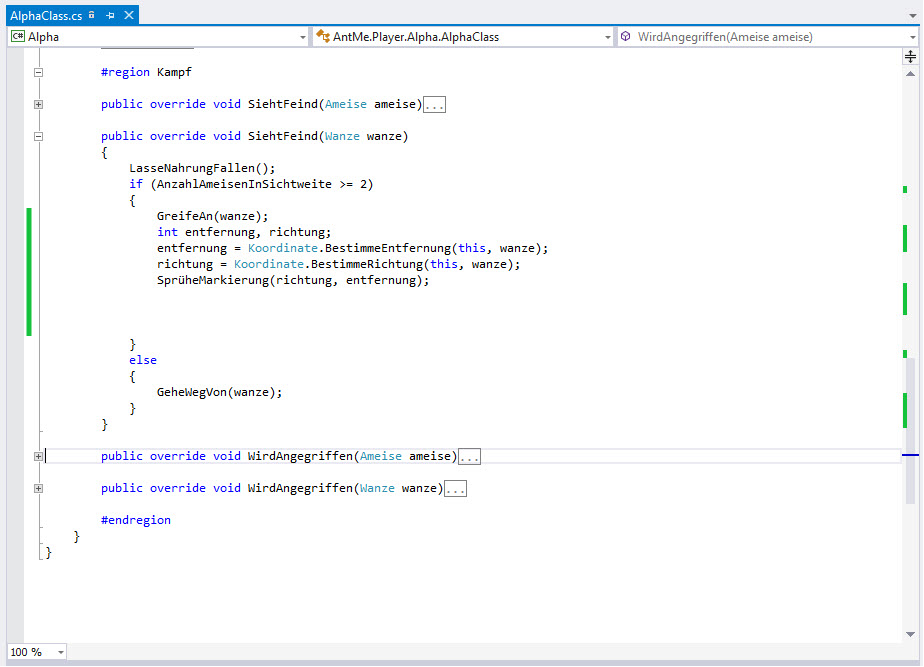 AlphaClass.cs
Alpha
AntMe.Player.Alpha.AlphaClass
WirdAngegriffen(Ameise ameise)
#region Kampf
public override void SiehtFeind(Ameise ameise)...
public override void SiehtFeind(Wanze wanze)
{
LasseNahrungFallen();
if (AnzahlAmeisenInSichtweite >= 2)
{
GreifeAn(wanze);
int entfernung, richtung;
entfernung = Koordinate.BestimmeEntfernung(this, wanze);
richtung = Koordinate.BestimmeRichtung(this, wanze);
SprüheMarkierung(richtung, entfernung);
}
else
{
GeheWegVon(wanze);
}
}
public override void WirdAngegriffen(Ameise ameise)...
public override void WirdAngegriffen(Wanze wanze)...
#endregion
}
}
100 %